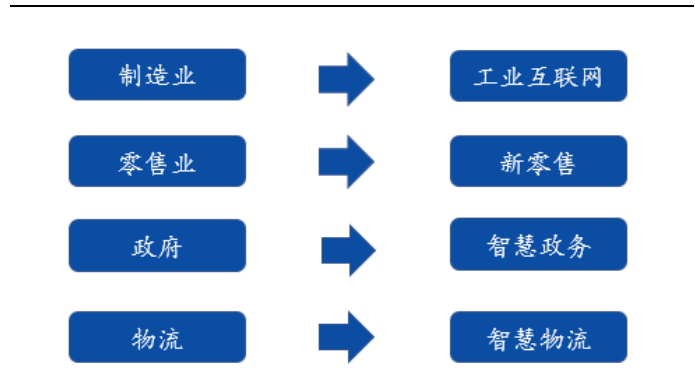 制造业 工业互联网
零售业 新零售
政府 智慧政务
物流 智慧物流